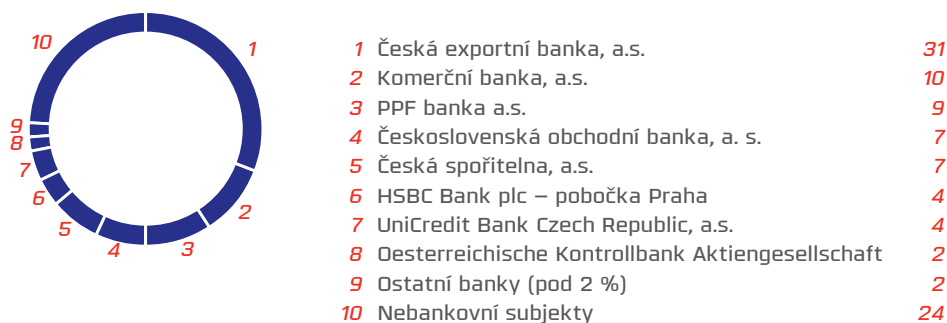 10
1
9
8
7
6
5
4
3
2
1 Česká exportní banka, a.s. 31
2 Komerční banka, a.s. 10
3 PPF banka a.s. 9
4 Československá obchodní banka, a. s. 7
5 Česká spořitelna, a.s. 7
6 HSBC Bank plc – pobočka Praha 4
7 UniCredit Bank Czech Republic, a.s. 4
8 Oesterreichische Kontrollbank Aktiengesellschaft 2
9 Ostatní banky (pod 2 %) 2
10 Nebankovní subjekty 24